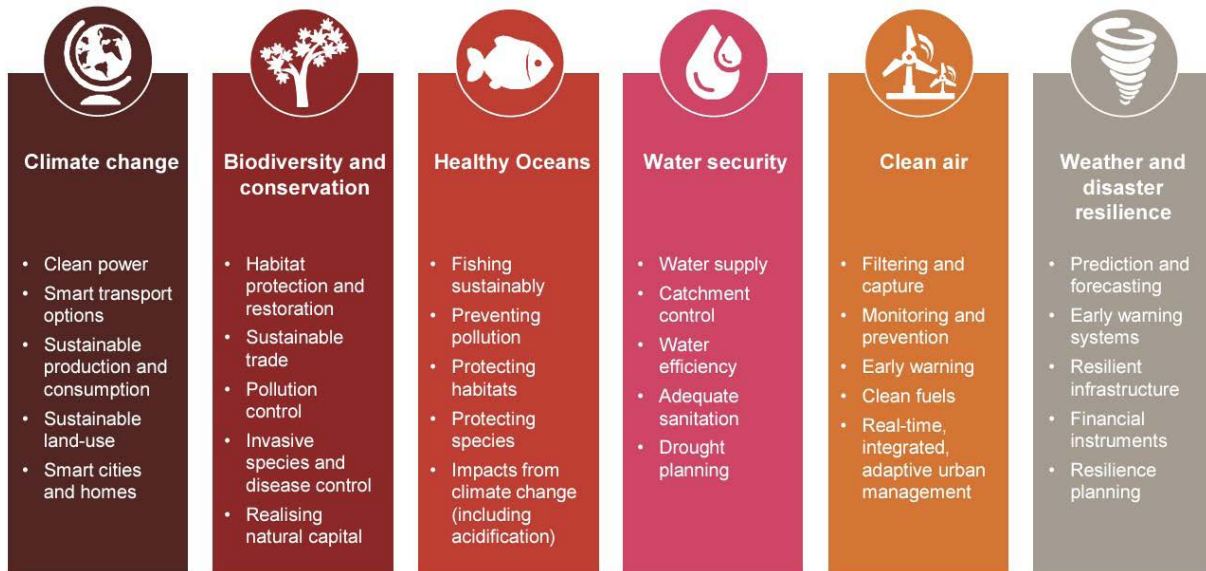 Climate change
• Clean power
• Smart transport
options
• Sustainable
production and
consumption
• Sustainable
land-use
• Smart cities
and homes
Biodiversity and
conservation
• Habitat
protection and
restoration
• Sustainable
trade
• Pollution
control
• Invasive
species and
disease control
• Realising
natural capital
Healthy Oceans
• Fishing
sustainably
• Preventing
pollution
• Protecting
habitats
• Protecting
species
• Impacts from
climate change
(including
acidification)
Water security
• Water supply
• Catchment
control
• Water
efficiency
• Adequate
sanitation
• Drought
planning
Clean air
• Filtering and
capture
• Monitoring and
prevention
• Early warning
• Clean fuels
• Real-time,
integrated,
adaptive urban
management
Weather and
disaster
resilience
• Prediction and
forecasting
• Early warning
systems
• Resilient
infrastructure
• Financial
instruments
• Resilience
planning